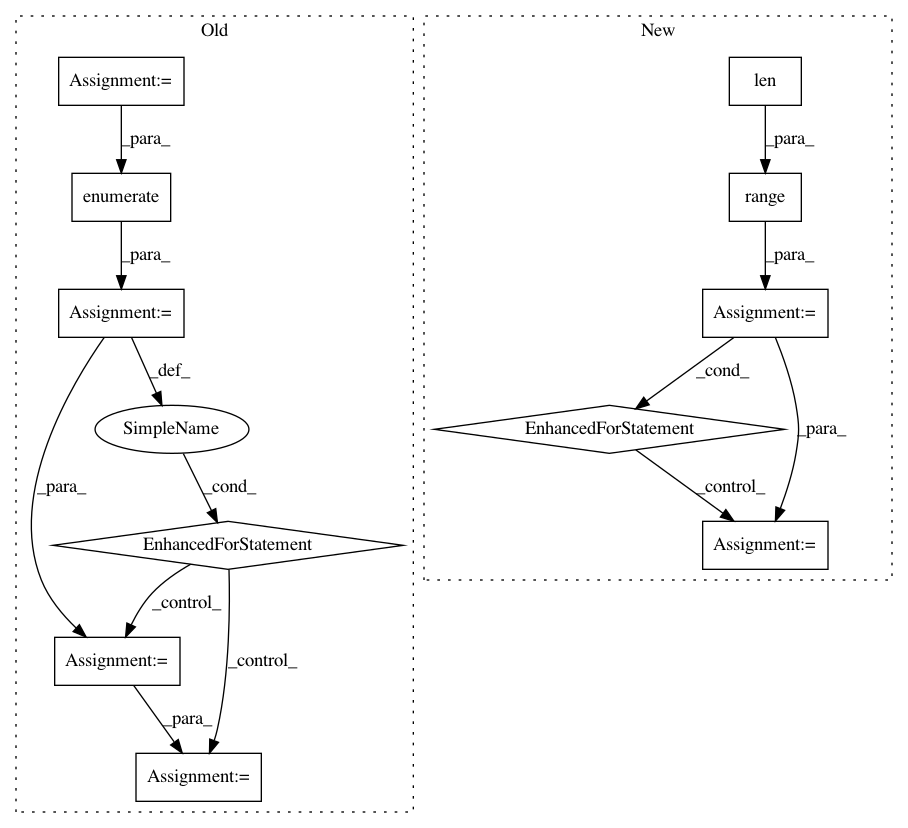 Old
New
Assignment:=
len
_para_
_para_
enumerate
range
_para_
_para_
Assignment:=
Assignment:=
_def_
_cond_
SimpleName
EnhancedForStatement
_para_
_para_
_cond_
_control_
EnhancedForStatement
Assignment:=
_control_
_control_
Assignment:=
_para_
Assignment:=